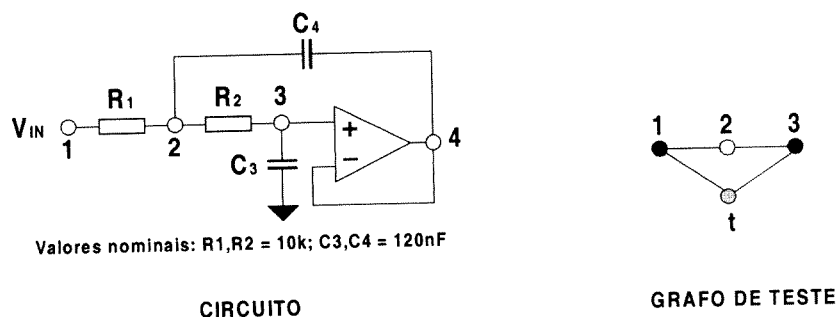 C4
R1
R2
3
1
2
3
VIN
1
2
+
−
4
C3
t
Valores nominais: R1,R2 = 10k; C3,C4 = 120nF
CIRCUITO
GRAFO DE TESTE